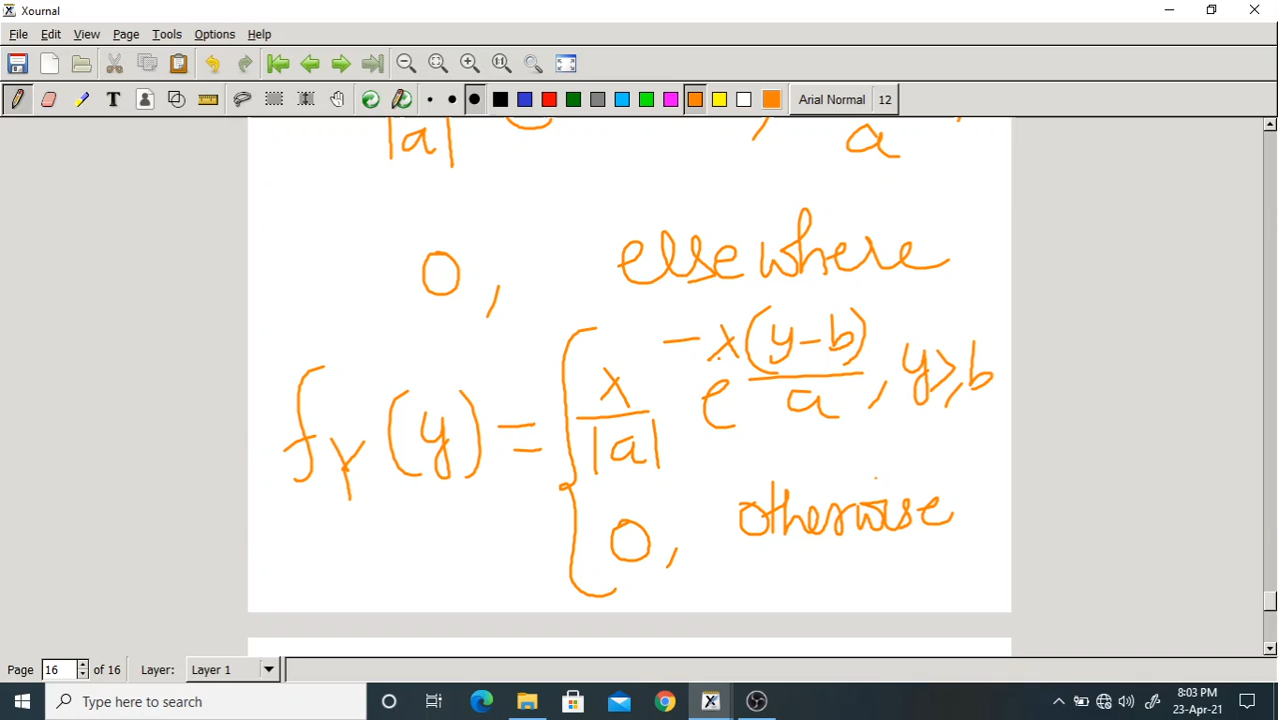 Xournal
File Edit View Page Tools Options Help
Arial Normal 12
|a| a
0, elsewhere
f_Y(y) = { λ/|a| e^{-λ(y-b)/a}, y ≥ b
0, otherwise
Page 16 of 16 Layer: Layer 1
Type here to search
8:03 PM
23-Apr-21